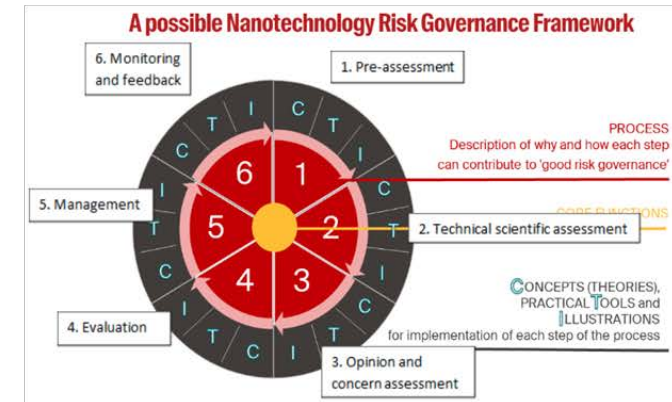 A possible Nanotechnology Risk Governance Framework
6. Monitoring
and feedback
1. Pre-assessment
PROCESS
Description of why and how each step
can contribute to 'good risk governance'
5. Management
CORE FUNCTIONS
2. Technical scientific assessment
4. Evaluation
CONCEPTS (THEORIES),
PRACTICAL TOOLS and
ILLUSTRATIONS
for implementation of each step of the process
3. Opinion and
concern assessment
1
2
3
4
5
6
C
T
I
C
T
I
C
T
I
C
T
I
C
T
I
C
T
I